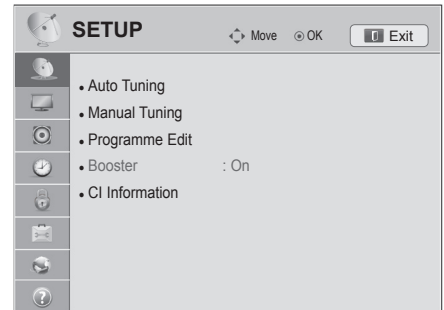 SETUP Move OK Exit
Auto Tuning
Manual Tuning
Programme Edit
Booster : On
CI Information